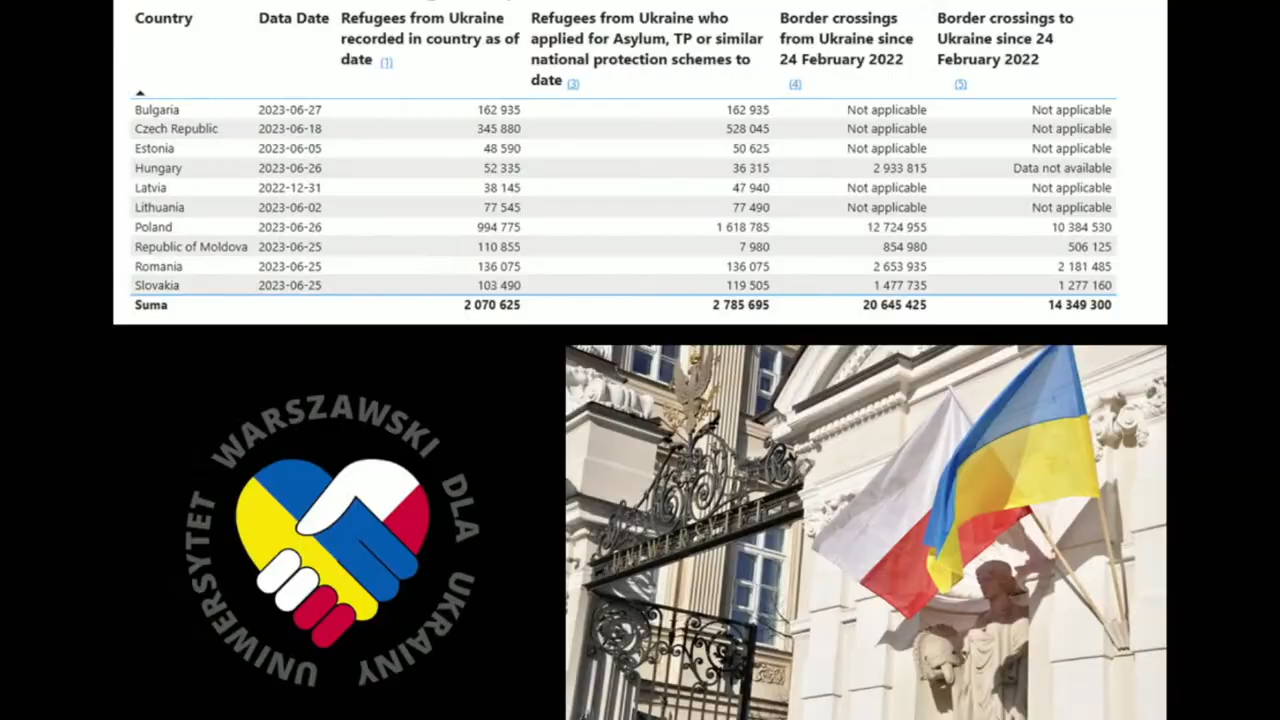 Country Data Date Refugees from Ukraine recorded in country as of date (1) Refugees from Ukraine who applied for Asylum, TP or similar national protection schemes to date (3) Border crossings from Ukraine since 24 February 2022 (4) Border crossings to Ukraine since 24 February 2022 (5)
Bulgaria 2023-06-27 162 935 162 935 Not applicable Not applicable
Czech Republic 2023-06-18 345 880 528 045 Not applicable Not applicable
Estonia 2023-06-05 48 590 50 625 Not applicable Not applicable
Hungary 2023-06-26 52 335 36 315 2 933 815 Data not available
Latvia 2022-12-31 38 145 47 940 Not applicable Not applicable
Lithuania 2023-06-02 77 545 77 490 Not applicable Not applicable
Poland 2023-06-26 994 775 1 618 785 12 724 955 10 384 530
Republic of Moldova 2023-06-25 110 855 7 980 854 980 506 125
Romania 2023-06-25 136 075 136 075 2 653 935 2 181 485
Slovakia 2023-06-25 103 490 119 505 1 477 735 1 277 160
Suma 2 070 625 2 785 695 20 645 425 14 349 300
UNIWERSYTET WARSZAWSKI DLA UKRAINY